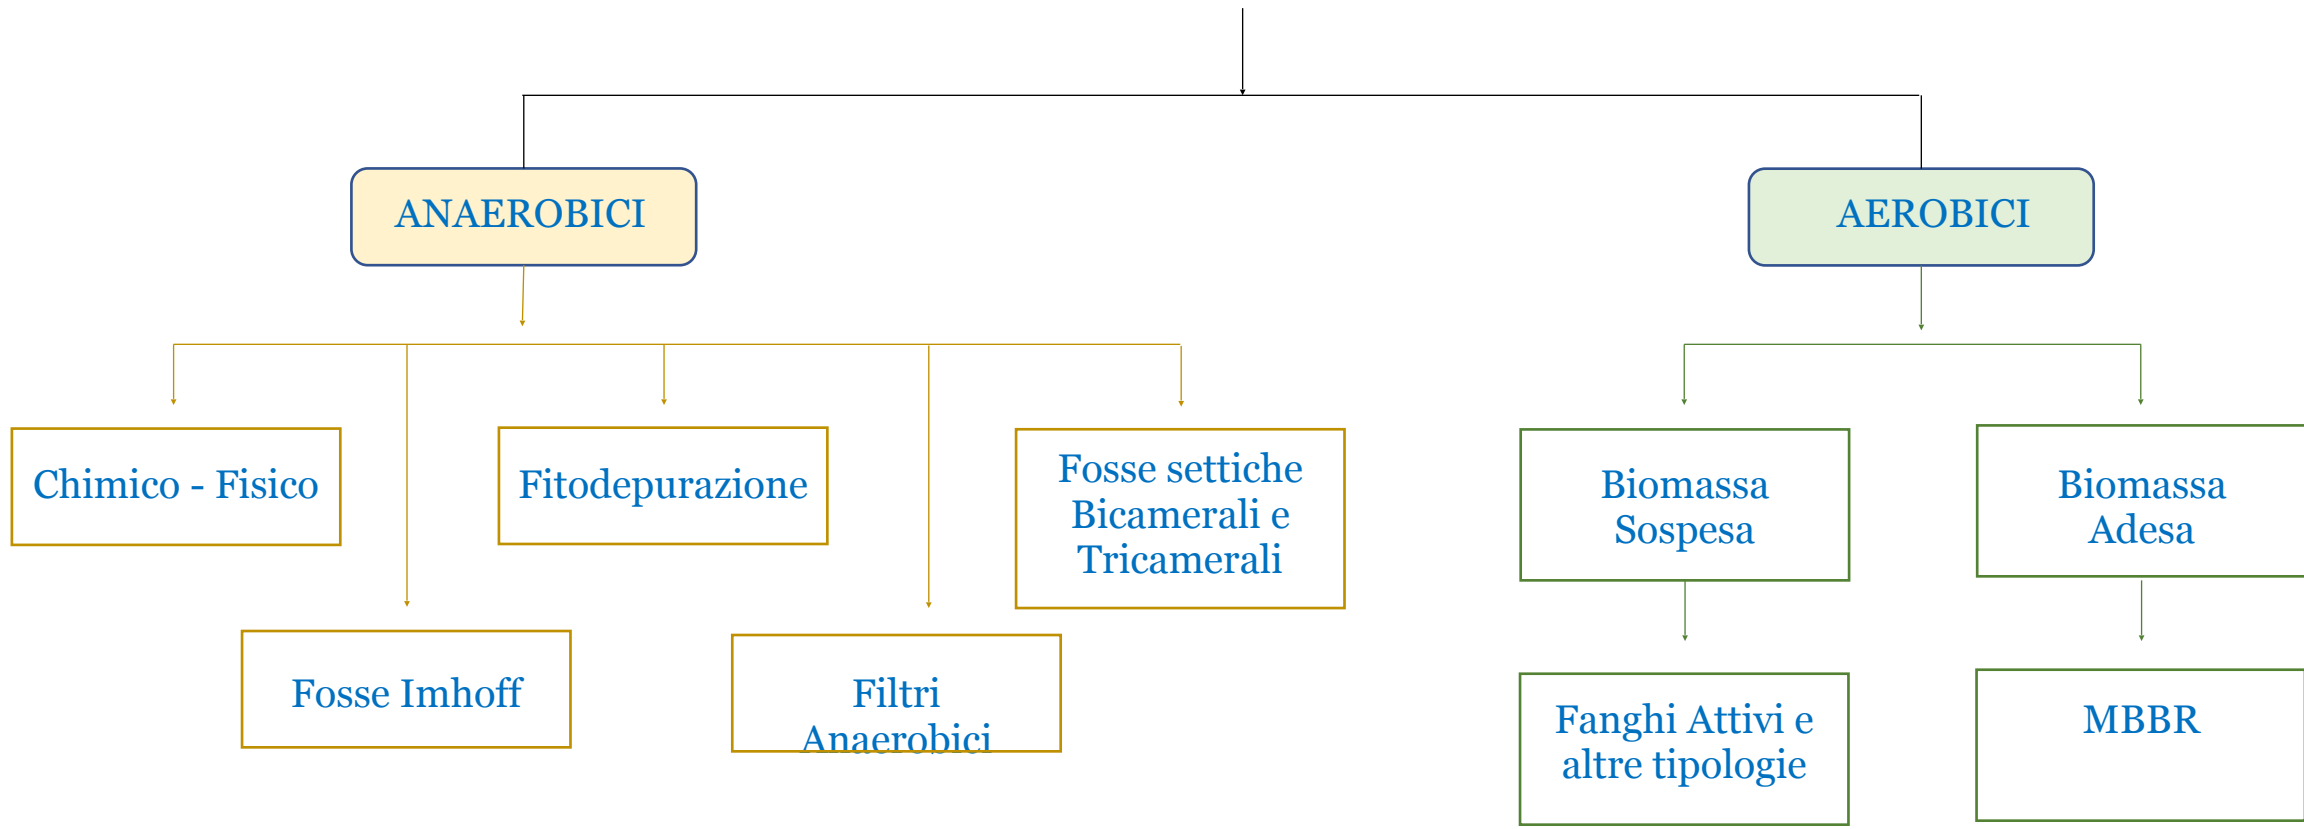 ANAEROBICI
AEROBICI
Chimico - Fisico
Fitodepurazione
Fosse settiche
Bicamerali e
Tricamerali
Biomassa
Sospesa
Biomassa
Adesa
Fosse Imhoff
Filtri
Anaerobici
Fanghi Attivi e
altre tipologie
MBBR